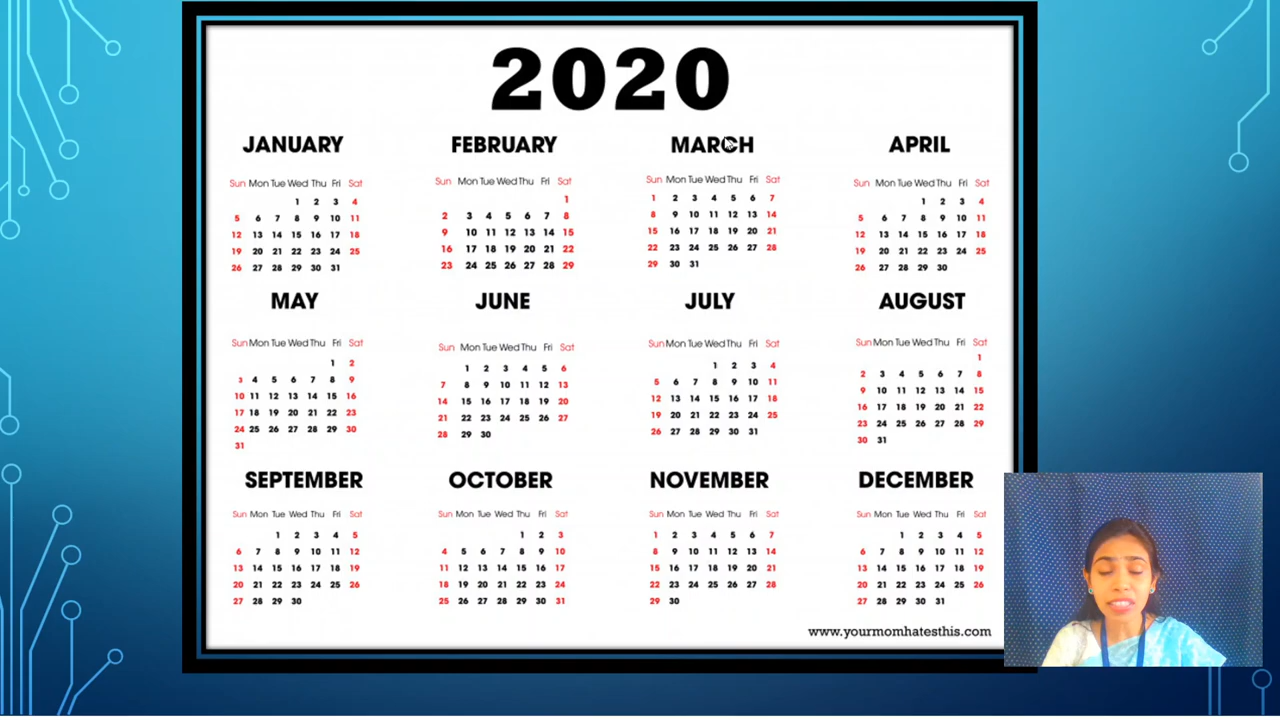 2020
JANUARY
Sun Mon Tue Wed Thu Fri Sat
1 2 3 4
5 6 7 8 9 10 11
12 13 14 15 16 17 18
19 20 21 22 23 24 25
26 27 28 29 30 31
FEBRUARY
Sun Mon Tue Wed Thu Fri Sat
1
2 3 4 5 6 7 8
9 10 11 12 13 14 15
16 17 18 19 20 21 22
23 24 25 26 27 28 29
MARCH
Sun Mon Tue Wed Thu Fri Sat
1 2 3 4 5 6 7
8 9 10 11 12 13 14
15 16 17 18 19 20 21
22 23 24 25 26 27 28
29 30 31
APRIL
Sun Mon Tue Wed Thu Fri Sat
1 2 3 4
5 6 7 8 9 10 11
12 13 14 15 16 17 18
19 20 21 22 23 24 25
26 27 28 29 30
MAY
Sun Mon Tue Wed Thu Fri Sat
1 2
3 4 5 6 7 8 9
10 11 12 13 14 15 16
17 18 19 20 21 22 23
24 25 26 27 28 29 30
31
JUNE
Sun Mon Tue Wed Thu Fri Sat
1 2 3 4 5 6
7 8 9 10 11 12 13
14 15 16 17 18 19 20
21 22 23 24 25 26 27
28 29 30
JULY
Sun Mon Tue Wed Thu Fri Sat
1 2 3 4
5 6 7 8 9 10 11
12 13 14 15 16 17 18
19 20 21 22 23 24 25
26 27 28 29 30 31
AUGUST
Sun Mon Tue Wed Thu Fri Sat
1
2 3 4 5 6 7 8
9 10 11 12 13 14 15
16 17 18 19 20 21 22
23 24 25 26 27 28 29
30 31
SEPTEMBER
Sun Mon Tue Wed Thu Fri Sat
1 2 3 4 5
6 7 8 9 10 11 12
13 14 15 16 17 18 19
20 21 22 23 24 25 26
27 28 29 30
OCTOBER
Sun Mon Tue Wed Thu Fri Sat
1 2 3
4 5 6 7 8 9 10
11 12 13 14 15 16 17
18 19 20 21 22 23 24
25 26 27 28 29 30 31
NOVEMBER
Sun Mon Tue Wed Thu Fri Sat
1 2 3 4 5 6 7
8 9 10 11 12 13 14
15 16 17 18 19 20 21
22 23 24 25 26 27 28
29 30
DECEMBER
Sun Mon Tue Wed Thu Fri Sat
1 2 3 4 5
6 7 8 9 10 11 12
13 14 15 16 17 18 19
20 21 22 23 24 25 26
27 28 29 30 31
www.yourmomhatesthis.com